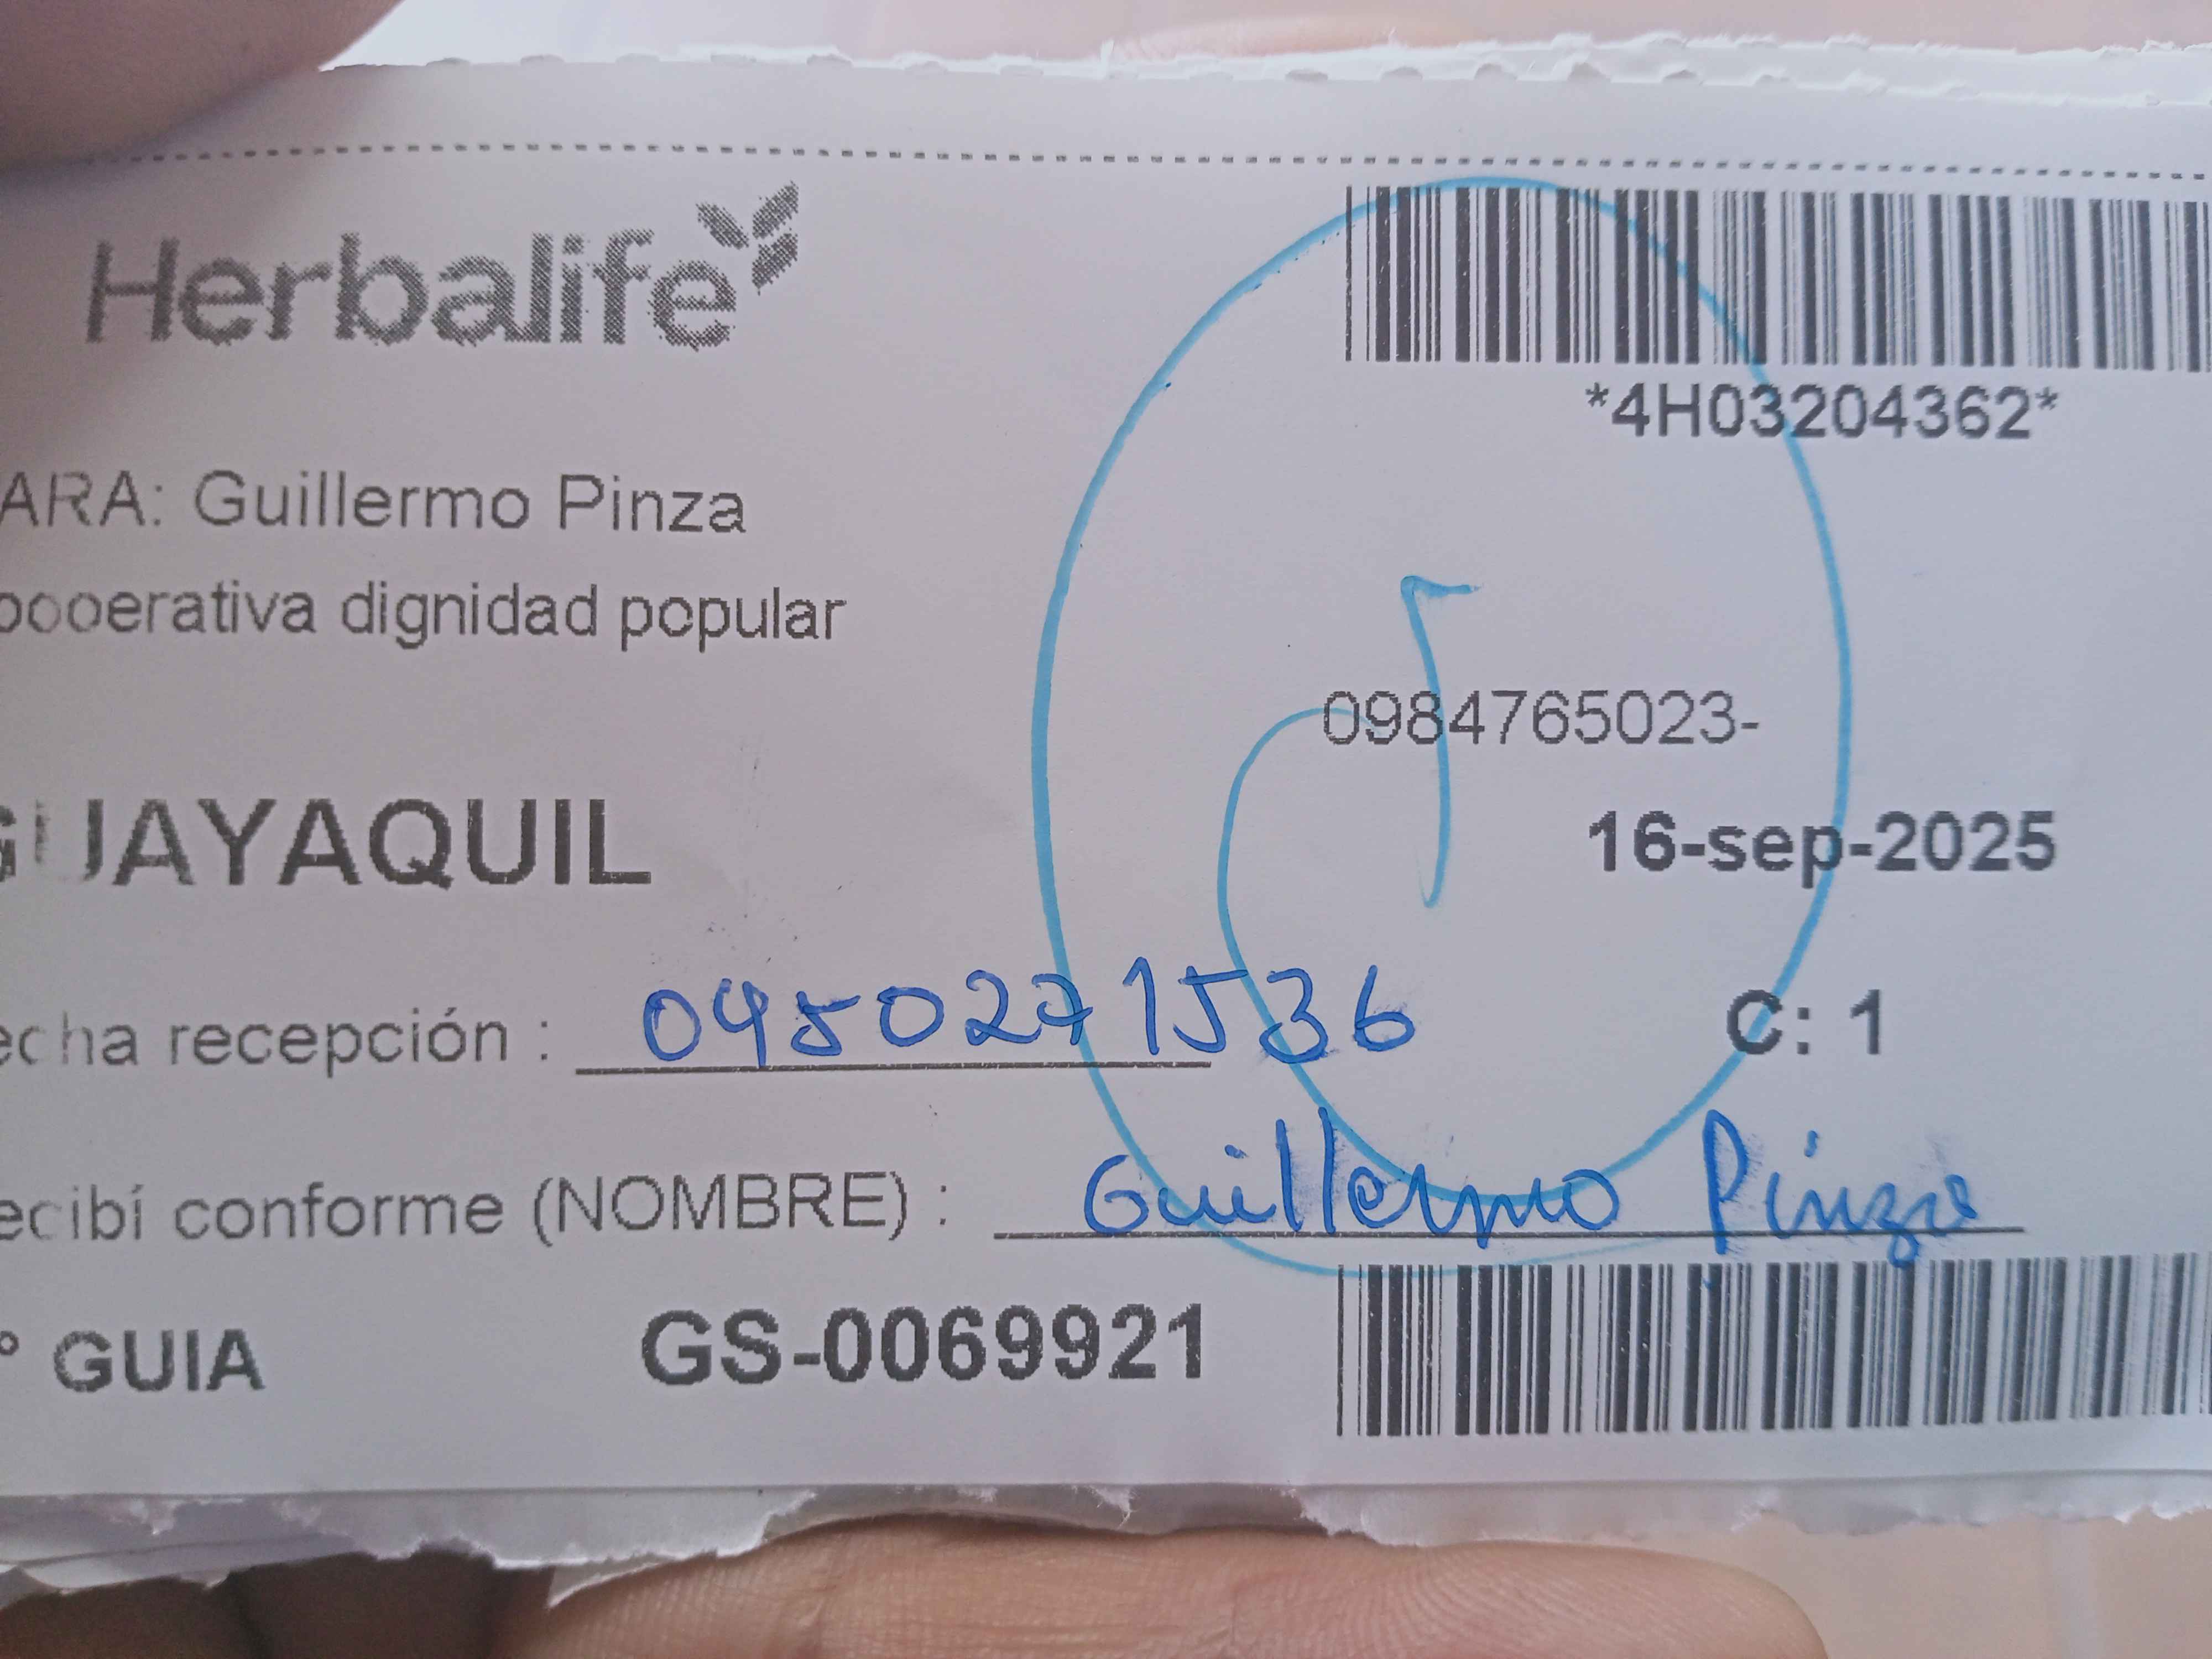 Herbalife
*4H03204362*
ARA: Guillermo Pinza
pooerativa dignidad popular
0984765023-
GUAYAQUIL
16-sep-2025
echa recepción : 0950271536
C: 1
ecibí conforme (NOMBRE) : Guillermo Pinza
° GUIA GS-0069921